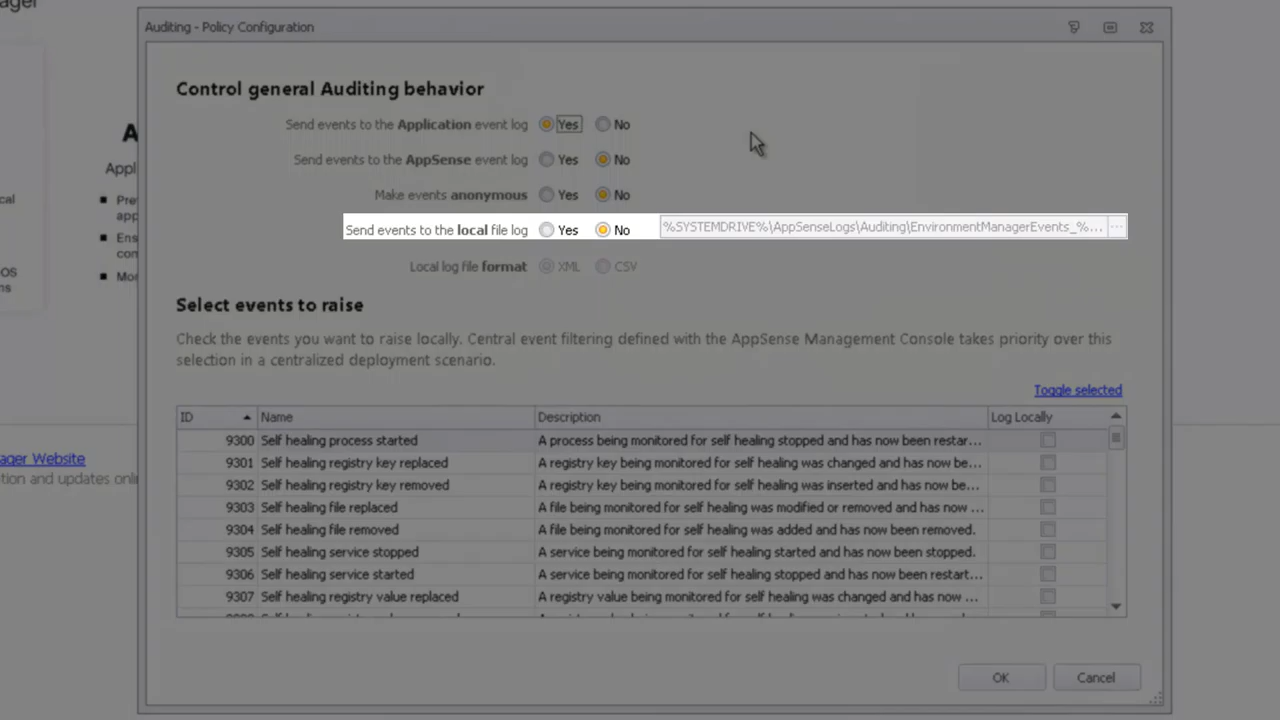 Auditing - Policy Configuration
Control general Auditing behavior
Send events to the Application event log Yes No
Send events to the AppSense event log Yes No
Make events anonymous Yes No
Send events to the local file log Yes No %SYSTEMDRIVE%\AppSenseLogs\Auditing\EnvironmentManagerEvents_%... ...
Local log file format XML CSV
Select events to raise
Check the events you want to raise locally. Central event filtering defined with the AppSense Management Console takes priority over this
selection in a centralized deployment scenario.
Toggle selected
ID Name Description Log Locally
9300 Self healing process started A process being monitored for self healing stopped and has now been restar...
9301 Self healing registry key replaced A registry key being monitored for self healing was changed and has now be...
9302 Self healing registry key removed A registry key being monitored for self healing was inserted and has now be...
9303 Self healing file replaced A file being monitored for self healing was modified or removed and has now ...
9304 Self healing file removed A file being monitored for self healing was added and has now been removed.
9305 Self healing service stopped A service being monitored for self healing started and has now been stopped.
9306 Self healing service started A service being monitored for self healing stopped and has now been restart...
9307 Self healing registry value replaced A registry value being monitored for self healing was changed and has now ...
OK Cancel
A
Appl
Pre
app
Ens
con
Mon
cal
OS
ns
ager Website
tion and updates onli